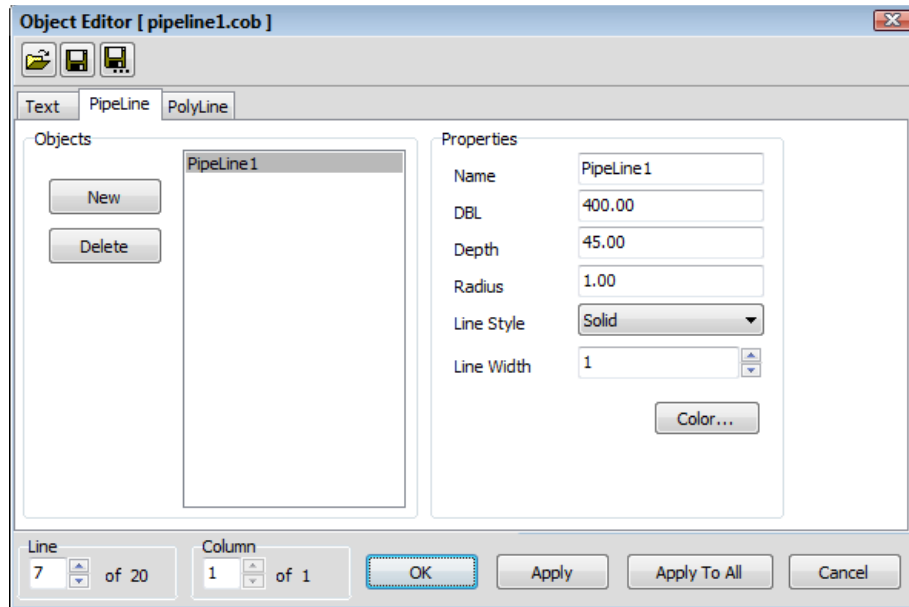 Object Editor [ pipeline1.cob ]
Text PipeLine PolyLine
Objects
New
Delete
PipeLine1
Properties
Name PipeLine1
DBL 400.00
Depth 45.00
Radius 1.00
Line Style Solid
Line Width 1
Color...
Line
7 of 20
Column
1 of 1
OK
Apply
Apply To All
Cancel